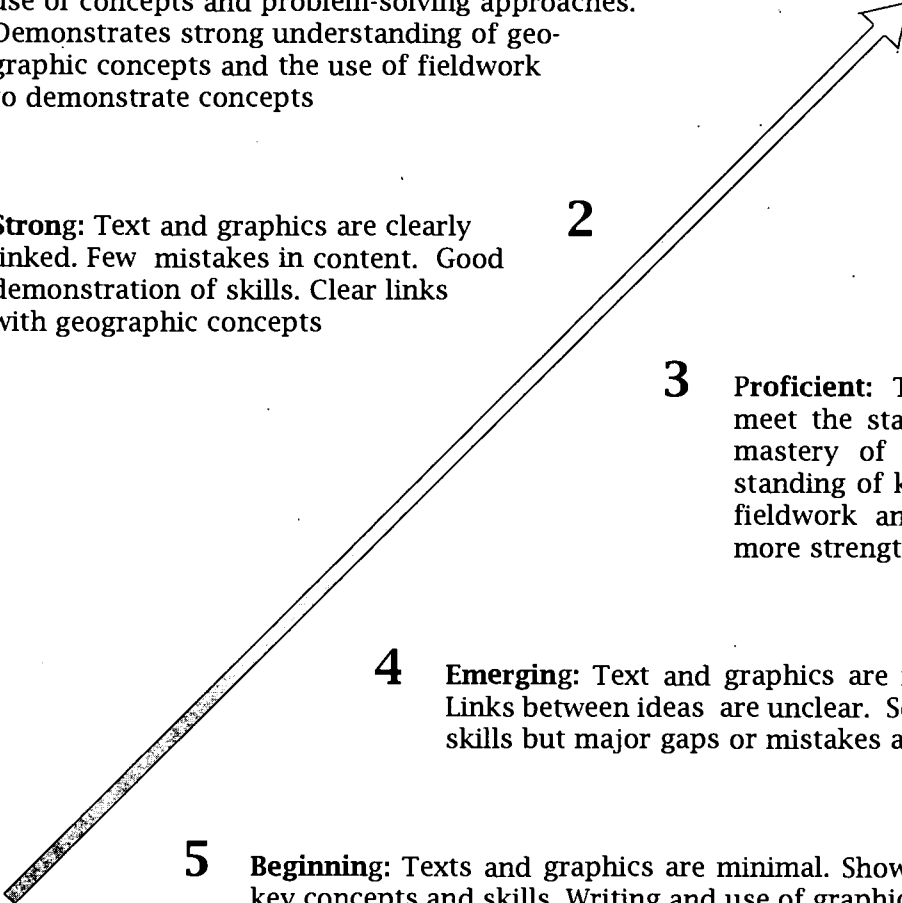 use of concepts and problem-solving approaches.
Demonstrates strong understanding of geo-
graphic concepts and the use of fieldwork
to demonstrate concepts
2
Strong: Text and graphics are clearly
linked. Few mistakes in content. Good
demonstration of skills. Clear links
with geographic concepts
3
Proficient:
meet the
mastery of
standing of
fieldwork
more
4
Emerging: Text and graphics are
Links between ideas are unclear.
skills but major gaps or mistakes
5
Beginning: Texts and graphics are minimal.
key concepts and skills. Writing and use of